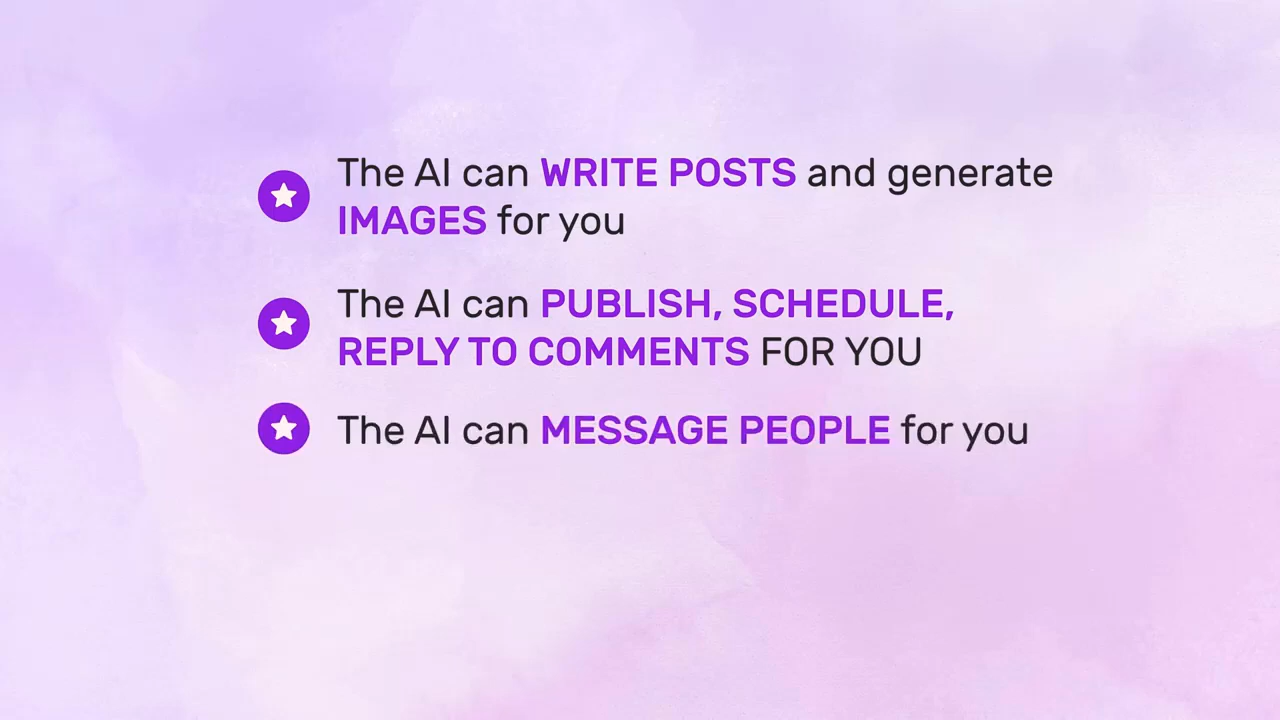 The AI can WRITE POSTS and generate
IMAGES for you
The AI can PUBLISH, SCHEDULE,
REPLY TO COMMENTS FOR YOU
The AI can MESSAGE PEOPLE for you